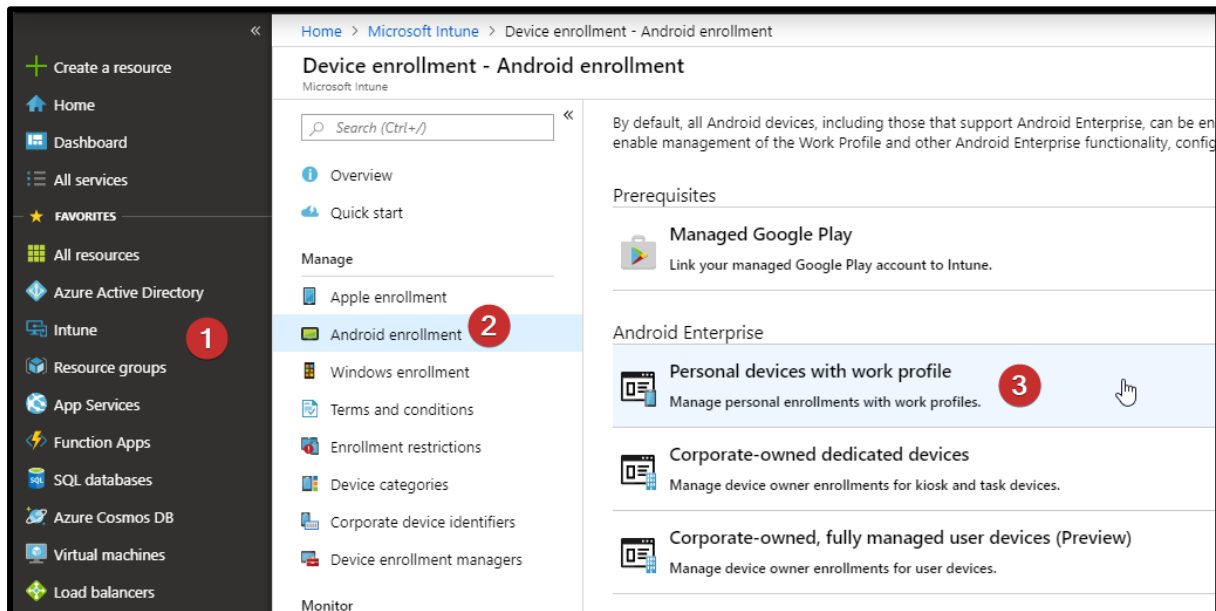 Create a resource
Home
Dashboard
All services
FAVORITES
All resources
Azure Active Directory
Intune
1
Resource groups
App Services
Function Apps
SQL databases
Azure Cosmos DB
Virtual machines
Load balancers
Home > Microsoft Intune > Device enrollment - Android enrollment
Device enrollment - Android enrollment
Microsoft Intune
Search (Ctrl+/)
Overview
Quick start
Manage
Apple enrollment
Android enrollment
2
Windows enrollment
Terms and conditions
Enrollment restrictions
Device categories
Corporate device identifiers
Device enrollment managers
Monitor
By default, all Android devices, including those that support Android Enterprise, can be en
enable management of the Work Profile and other Android Enterprise functionality, config
Prerequisites
Managed Google Play
Link your managed Google Play account to Intune.
Android Enterprise
Personal devices with work profile
Manage personal enrollments with work profiles.
3
Corporate-owned dedicated devices
Manage device owner enrollments for kiosk and task devices.
Corporate-owned, fully managed user devices (Preview)
Manage device owner enrollments for user devices.